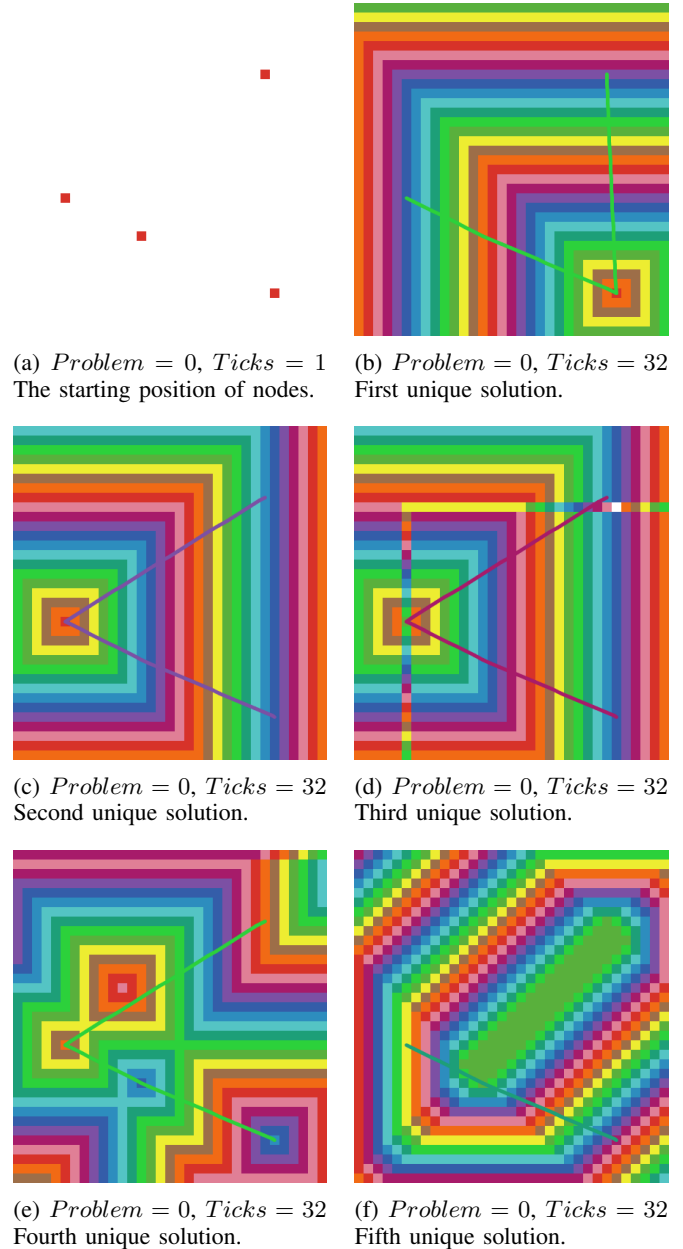 (a) Problem = 0, Ticks = 1
The starting position of nodes.
(b) Problem = 0, Ticks = 32
First unique solution.
(c) Problem = 0, Ticks = 32
Second unique solution.
(d) Problem = 0, Ticks = 32
Third unique solution.
(e) Problem = 0, Ticks = 32
Fourth unique solution.
(f) Problem = 0, Ticks = 32
Fifth unique solution.